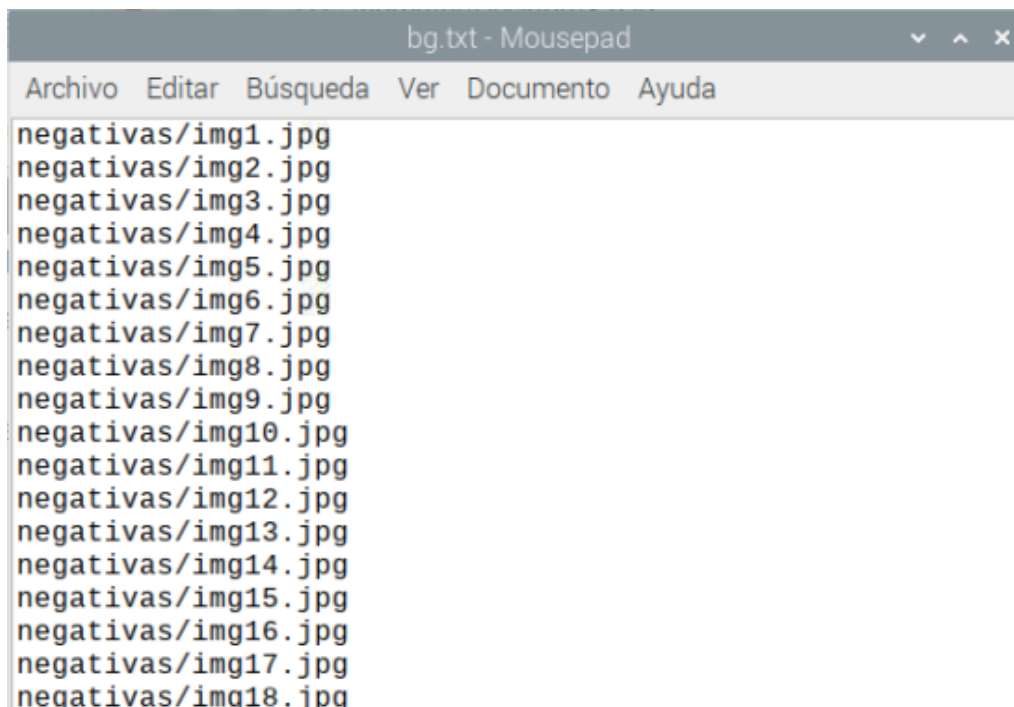 bg.txt - Mousepad
Archivo Editar Búsqueda Ver Documento Ayuda
negativas/img1.jpg
negativas/img2.jpg
negativas/img3.jpg
negativas/img4.jpg
negativas/img5.jpg
negativas/img6.jpg
negativas/img7.jpg
negativas/img8.jpg
negativas/img9.jpg
negativas/img10.jpg
negativas/img11.jpg
negativas/img12.jpg
negativas/img13.jpg
negativas/img14.jpg
negativas/img15.jpg
negativas/img16.jpg
negativas/img17.jpg
negativas/img18.jpg